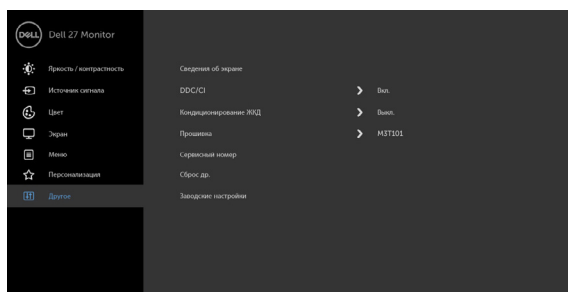 DELL Dell 27 Monitor
Яркость / контрастность
Источник сигнала
Цвет
Экран
Меню
Персонализация
Другое
Сведения об экране
DDC/CI Вкл.
Кондиционирование ЖКД Выкл.
Прошивка M3T101
Сервисный номер
Сброс др.
Заводские настройки